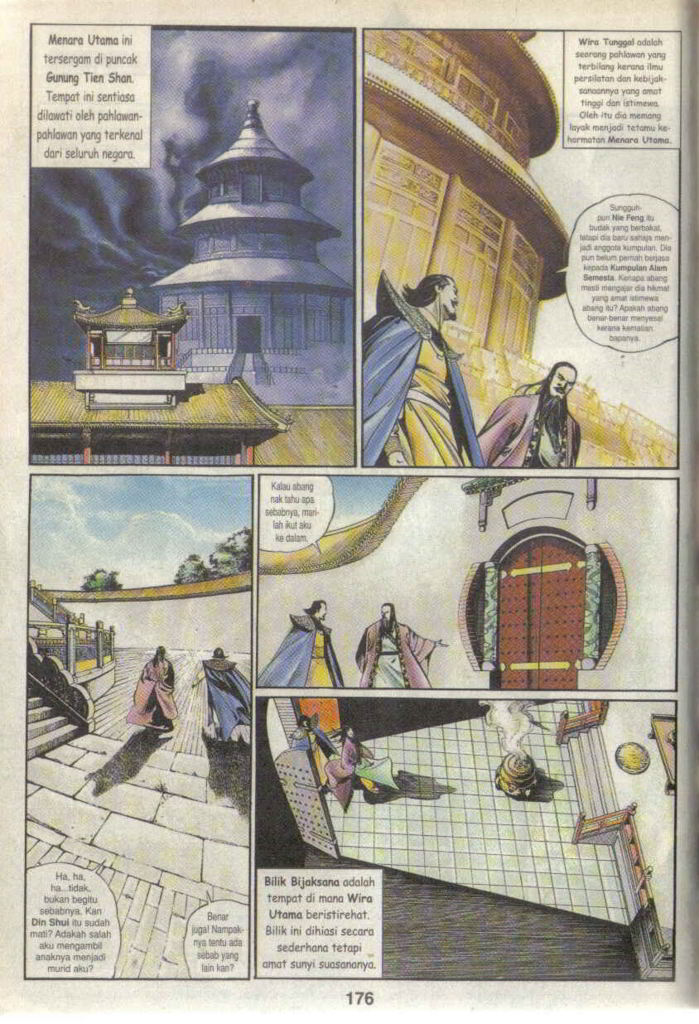 Menara Utama ini
tersergam di puncak
Gunung Tien Shan.
Tempat ini sentiasa
dilawati oleh pahlawan-
pahlawan yang terkenal
dari seluruh negara.
Wira Tunggal adalah
seorang pahlawan yang
terbilang kerana ilmu
persilatan dan kebijak-
sanaannya yang amat
tinggi dan istimewa.
Oleh itu dia memang
layak menjadi tetamu ke-
hormatan Menara Utama.
Sungguh-
pun Nie Feng itu
budak yang berbakat,
tetapi dia baru sahaja men-
jadi anggota kumpulan. Dia
pun belum pernah berjasa
kepada Kumpulan Alam
Semesta. Kenapa abang
mesti mengajar dia hikmat
yang amat istimewa
abang itu? Apakah abang
benar-benar menyesal
kerana kematian
bapanya.
Ha, ha,
ha...tidak,
bukan begitu
sebabnya. Kan
Din Shui itu sudah
mati? Adakah salah
aku mengambil
anaknya menjadi
murid aku?
Benar
juga! Nampak-
nya tentu ada
sebab yang
lain kan?
Kalau abang
nak tahu apa
sebabnya, mari-
lah ikut aku
ke dalam.
Bilik Bijaksana adalah
tempat di mana Wira
Utama beristirehat.
Bilik ini dihiasi secara
sederhana tetapi
amat sunyi suasananya.
176